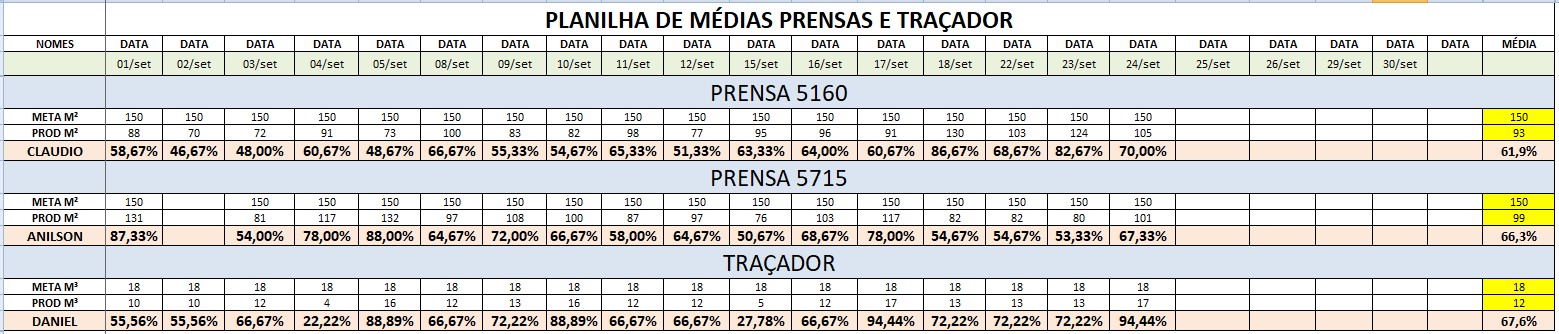 PLANILHA DE MÉDIAS PRENSAS E TRAÇADOR
NOMES DATA DATA DATA DATA DATA DATA DATA DATA DATA DATA DATA DATA DATA DATA DATA DATA DATA DATA DATA DATA DATA DATA MÉDIA
01/set 02/set 03/set 04/set 05/set 08/set 09/set 10/set 11/set 12/set 15/set 16/set 17/set 18/set 22/set 23/set 24/set 25/set 26/set 29/set 30/set
PRENSA 5160
META M² 150 150 150 150 150 150 150 150 150 150 150 150 150 150 150 150 150 150
PROD M² 88 70 72 91 73 100 83 82 98 77 95 96 91 130 103 124 105 93
CLAUDIO 58,67% 46,67% 48,00% 60,67% 48,67% 66,67% 55,33% 54,67% 65,33% 51,33% 63,33% 64,00% 60,67% 86,67% 68,67% 82,67% 70,00% 61,9%
PRENSA 5715
META M² 150 150 150 150 150 150 150 150 150 150 150 150 150 150 150 150 150
PROD M² 131 81 117 132 97 108 100 87 97 76 103 117 82 82 80 101 99
ANILSON 87,33% 54,00% 78,00% 88,00% 64,67% 72,00% 66,67% 58,00% 64,67% 50,67% 68,67% 78,00% 54,67% 54,67% 53,33% 67,33% 66,3%
TRAÇADOR
META M³ 18 18 18 18 18 18 18 18 18 18 18 18 18 18 18 18 18 18
PROD M³ 10 10 12 4 16 12 13 16 12 12 5 12 17 13 13 13 17 12
DANIEL 55,56% 55,56% 66,67% 22,22% 88,89% 66,67% 72,22% 88,89% 66,67% 66,67% 27,78% 66,67% 94,44% 72,22% 72,22% 72,22% 94,44% 67,6%